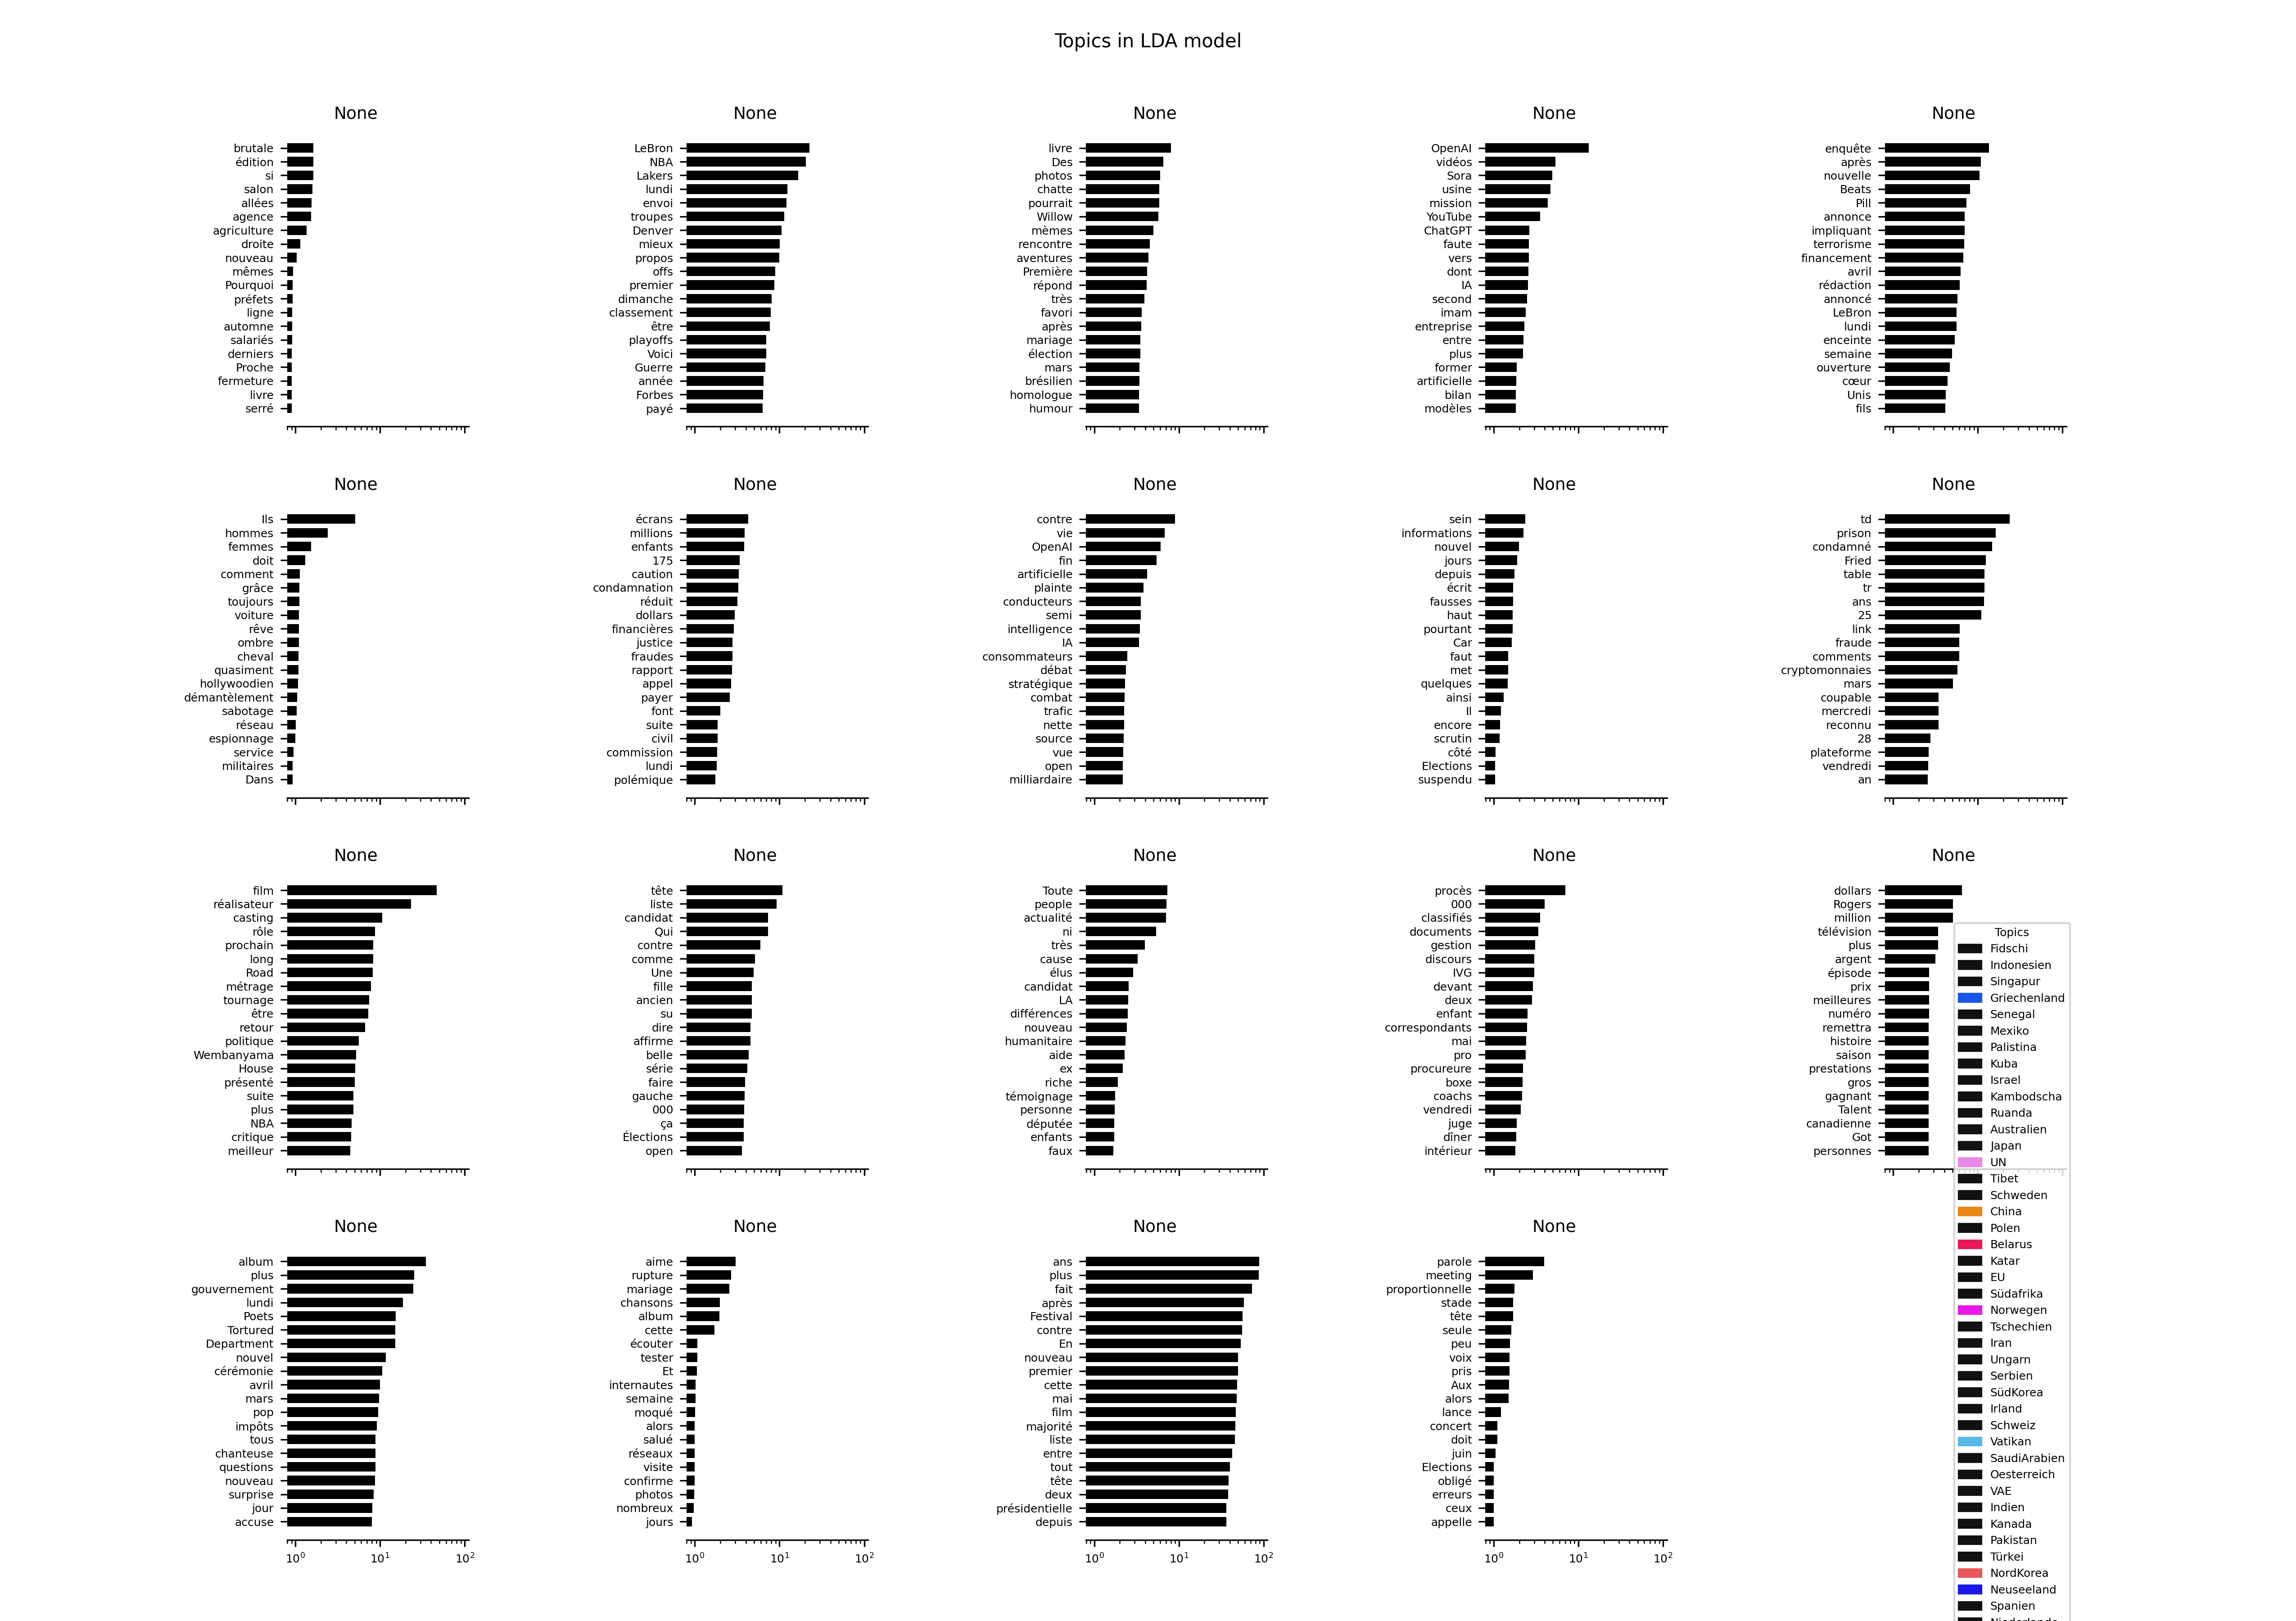 Topics in LDA model
None
brutale
édition
si
salon
allées
agence
agriculture
droite
nouveau
mêmes
Pourquoi
préfets
ligne
automne
salariés
derniers
Proche
fermeture
livre
serré
None
LeBron
NBA
Lakers
lundi
envoi
troupes
Denver
mieux
propos
offs
premier
dimanche
classement
être
playoffs
Voici
Guerre
année
Forbes
payé
None
livre
Des
photos
chatte
pourrait
Willow
mèmes
rencontre
aventures
Première
répond
très
favori
après
mariage
élection
mars
brésilien
homologue
humour
None
OpenAI
vidéos
Sora
usine
mission
YouTube
ChatGPT
faute
vers
dont
IA
second
imam
entreprise
entre
plus
former
artificielle
bilan
modèles
None
enquête
après
nouvelle
Beats
Pill
annonce
impliquant
terrorisme
financement
avril
rédaction
annoncé
LeBron
lundi
enceinte
semaine
ouverture
cœur
Unis
fils
None
Ils
hommes
femmes
doit
comment
grâce
toujours
voiture
rêve
ombre
cheval
quasiment
hollywoodien
démantèlement
sabotage
réseau
espionnage
service
militaires
Dans
None
écrans
millions
enfants
175
caution
condamnation
réduit
dollars
financières
justice
fraudes
rapport
appel
payer
font
suite
civil
commission
lundi
polémique
None
contre
vie
OpenAI
fin
artificielle
plainte
conducteurs
semi
intelligence
IA
consommateurs
débat
stratégique
combat
trafic
nette
source
vue
open
milliardaire
None
sein
informations
nouvel
jours
depuis
écrit
fausses
haut
pourtant
Car
faut
met
quelques
ainsi
Il
encore
scrutin
côté
Elections
suspendu
None
td
prison
condamné
Fried
table
tr
ans
25
link
fraude
comments
cryptomonnaies
mars
coupable
mercredi
reconnu
28
plateforme
vendredi
an
None
film
réalisateur
casting
rôle
prochain
long
Road
métrage
tournage
être
retour
politique
Wembanyama
House
présenté
suite
plus
NBA
critique
meilleur
None
tête
liste
candidat
Qui
contre
comme
Une
fille
ancien
su
dire
affirme
belle
série
faire
gauche
000
ça
Élections
open
None
Toute
people
actualité
ni
très
cause
élus
candidat
LA
différences
nouveau
humanitaire
aide
ex
riche
témoignage
personne
députée
enfants
faux
None
procès
000
classifiés
documents
gestion
discours
IVG
devant
deux
enfant
correspondants
mai
pro
procureure
boxe
coachs
vendredi
juge
dîner
intérieur
None
dollars
Rogers
million
télévision
plus
argent
épisode
prix
meilleures
numéro
remettra
histoire
saison
prestations
gros
gagnant
Talent
canadienne
Got
personnes
None
album
plus
gouvernement
lundi
Poets
Tortured
Department
nouvel
cérémonie
avril
mars
pop
impôts
tous
chanteuse
questions
nouveau
surprise
jour
accuse
10⁰ 10¹ 10²
None
aime
rupture
mariage
chansons
album
cette
écouter
tester
Et
internautes
semaine
moqué
alors
salué
réseaux
visite
confirme
photos
nombreux
jours
10⁰ 10¹ 10²
None
ans
plus
fait
après
Festival
contre
En
nouveau
premier
cette
mai
film
majorité
liste
entre
tout
tête
deux
présidentielle
depuis
10⁰ 10¹ 10²
None
parole
meeting
proportionnelle
stade
tête
seule
peu
voix
pris
Aux
alors
lance
concert
doit
juin
Elections
obligé
erreurs
ceux
appelle
10⁰ 10¹ 10²
Topics
Fidschi
Indonesien
Singapur
Griechenland
Senegal
Mexiko
Palistina
Kuba
Israel
Kambodscha
Ruanda
Australien
Japan
UN
Tibet
Schweden
China
Polen
Belarus
Katar
EU
Südafrika
Norwegen
Tschechien
Iran
Ungarn
Serbien
SüdKorea
Irland
Schweiz
Vatikan
SaudiArabien
Oesterreich
VAE
Indien
Kanada
Pakistan
Türkei
NordKorea
Neuseeland
Spanien